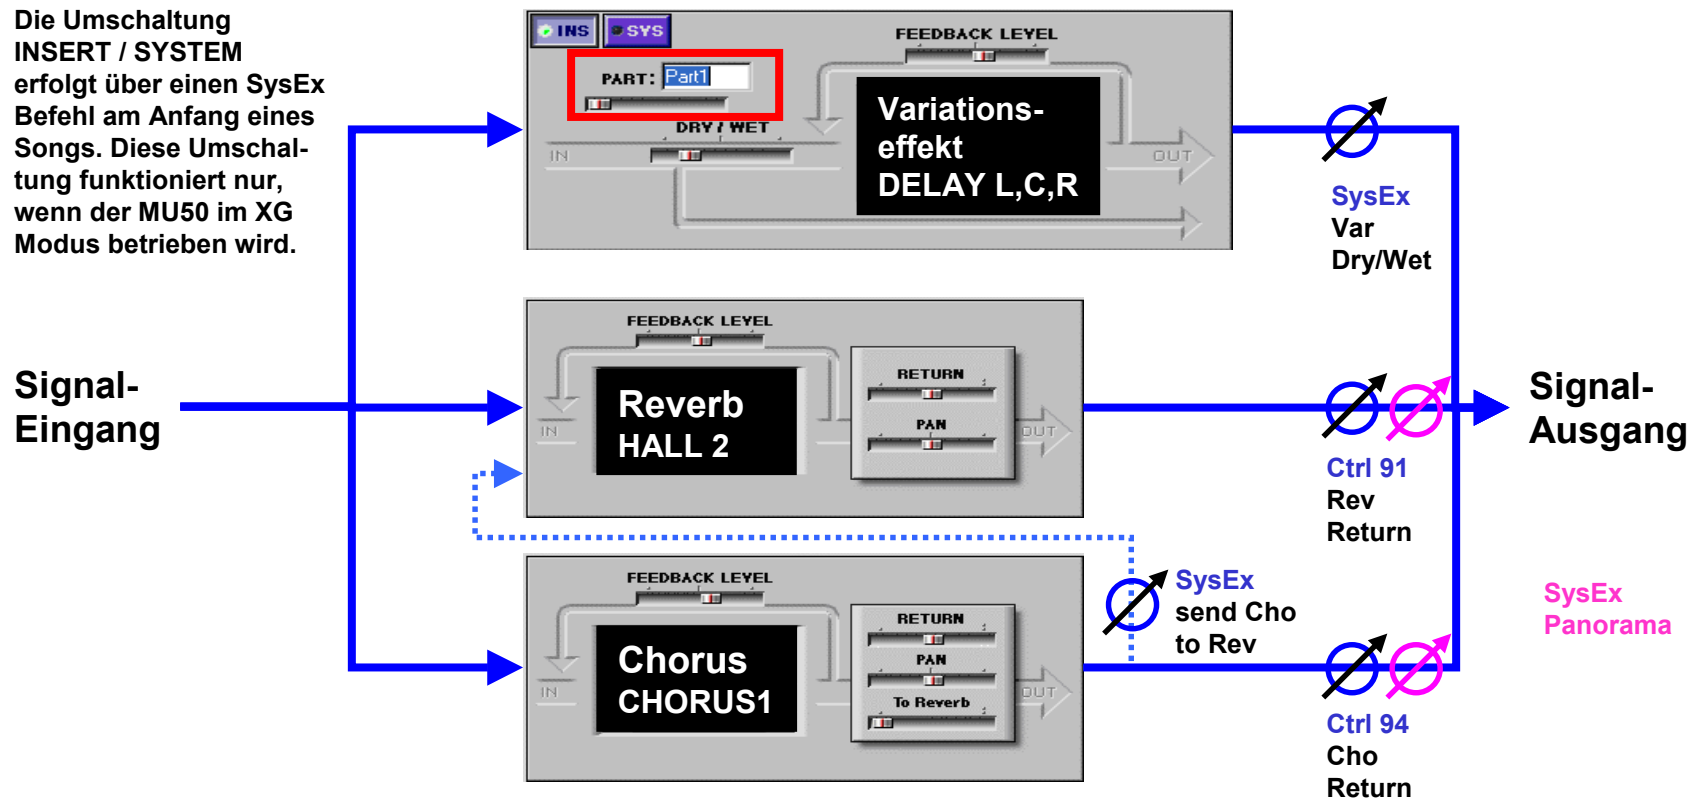 Die Umschaltung
INSERT / SYSTEM
erfolgt über einen SysEx
Befehl am Anfang eines
Songs. Diese Umschal-
tung funktioniert nur,
wenn der MU50 im XG
Modus betrieben wird.
INS SYS
FEEDBACK LEVEL
PART: Part1
DRY / WET
IN
Variations-
effekt
DELAY L,C,R
OUT
SysEx
Var
Dry/Wet
Signal-
Eingang
FEEDBACK LEVEL
IN
Reverb
HALL 2
RETURN
PAN
OUT
Ctrl 91
Rev
Return
Signal-
Ausgang
FEEDBACK LEVEL
IN
Chorus
CHORUS1
RETURN
PAN
To Reverb
OUT
SysEx
send Cho
to Rev
SysEx
Panorama
Ctrl 94
Cho
Return